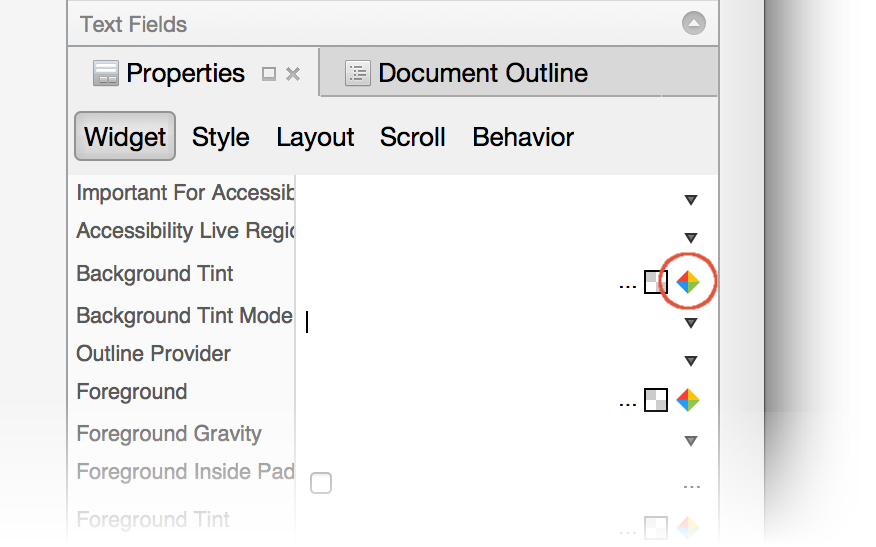 Text Fields
Properties Document Outline
Widget Style Layout Scroll Behavior
Important For Accessib
Accessibility Live Regio
Background Tint
...
Background Tint Mode
Outline Provider
Foreground
...
Foreground Gravity
Foreground Inside Pad
...
Foreground Tint
...